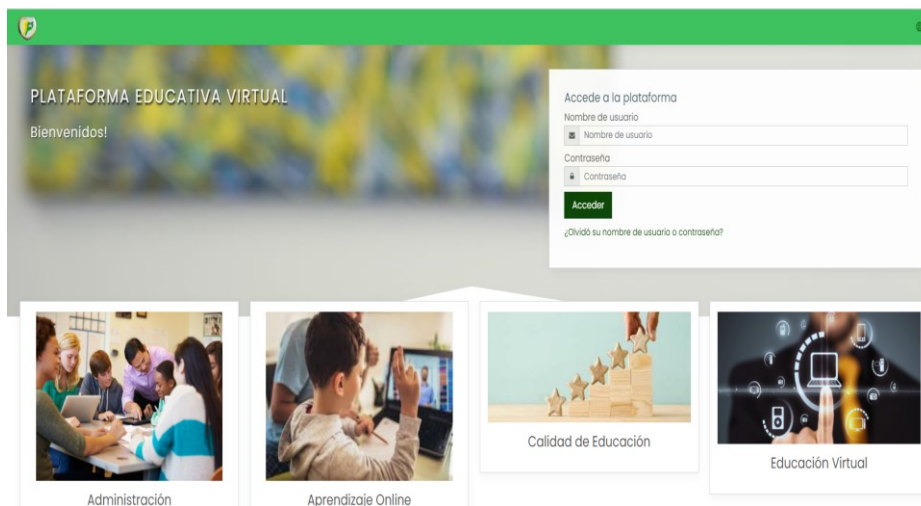 PLATAFORMA EDUCATIVA VIRTUAL
Bienvenidos!
Accede a la plataforma
Nombre de usuario
Nombre de usuario
Contraseña
Contraseña
Acceder
¿Olvidó su nombre de usuario o contraseña?
Administración
Aprendizaje Online
Calidad de Educación
Educación Virtual